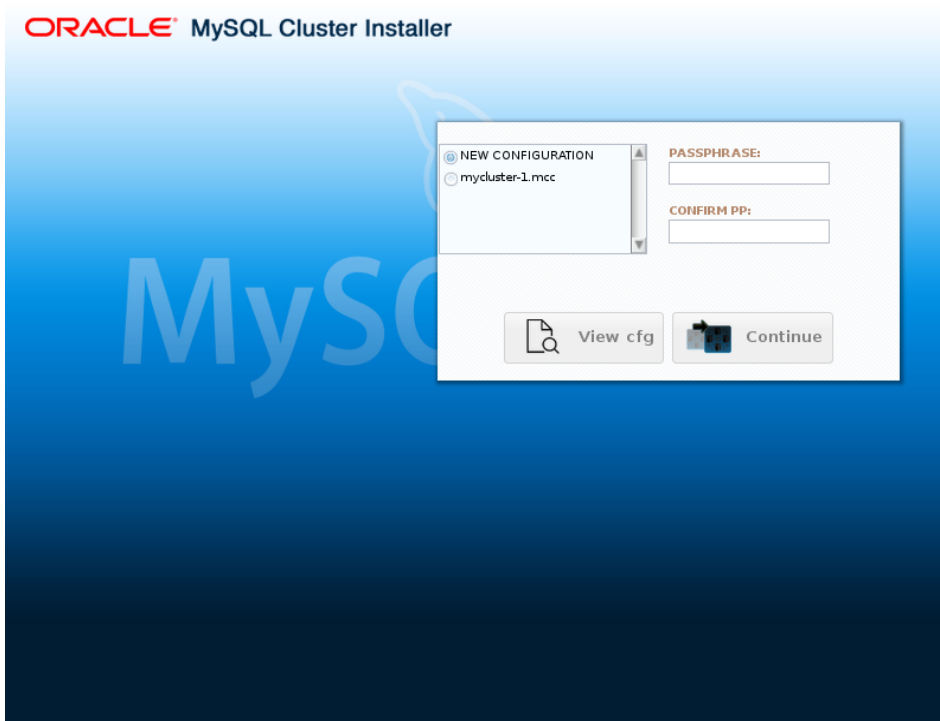 ORACLE® MySQL Cluster Installer
NEW CONFIGURATION
mycluster-1.mcc
PASSPHRASE:
CONFIRM PP:
MySQ
View cfg
Continue